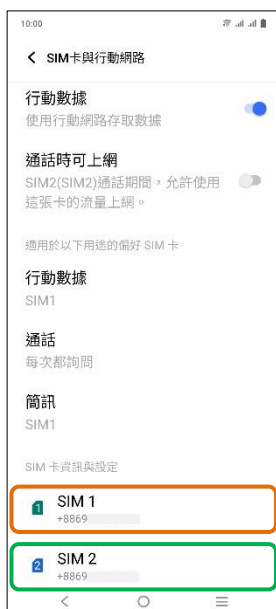 10:00
SIM卡與行動網路
行動數據
使用行動網路存取數據
通話時可上網
SIM2(SIM2)通話期間，允許使用
這張卡的流量上網。
適用於以下用途的偏好 SIM 卡
行動數據
SIM1
通話
每次都詢問
簡訊
SIM1
SIM 卡資訊與設定
1 SIM 1
+8869
2 SIM 2
+8869